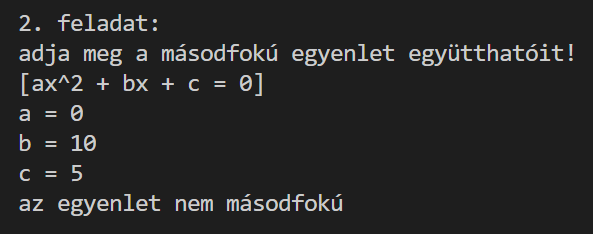 2. feladat:
adja meg a másodfokú egyenlet együtthatóit!
[ax^2 + bx + c = 0]
a = 0
b = 10
c = 5
az egyenlet nem másodfokú